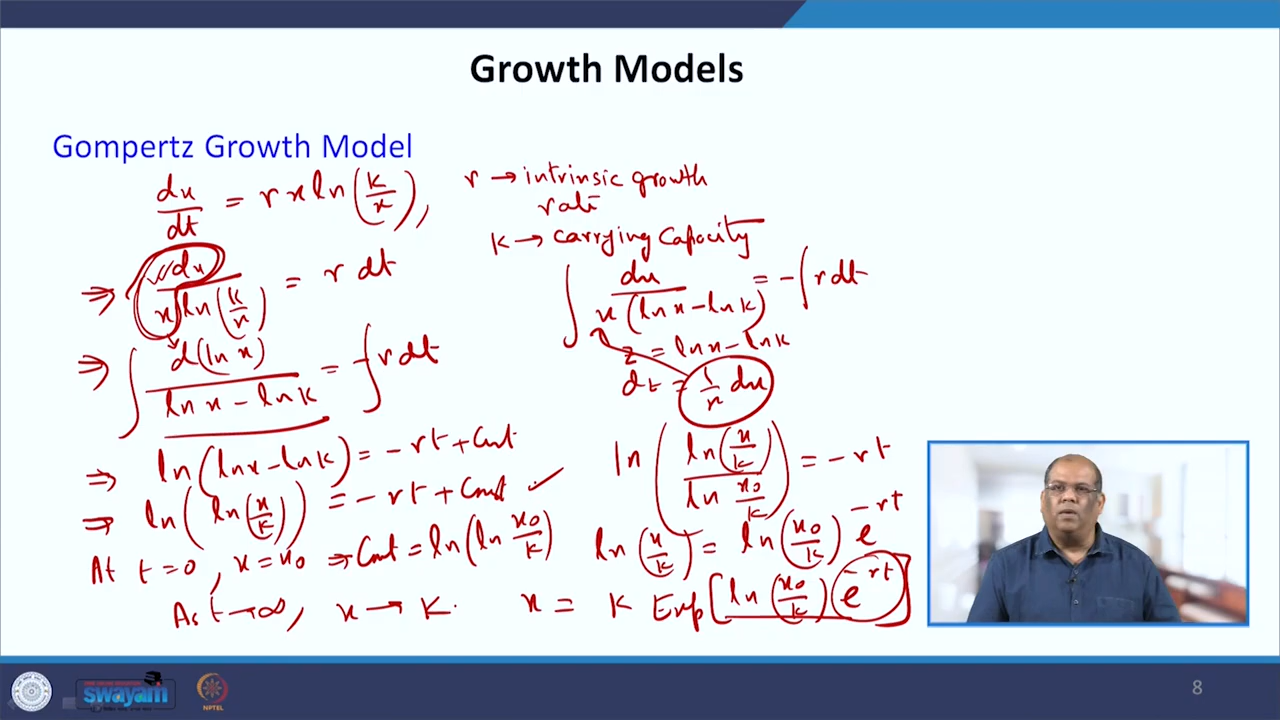 Growth Models
Gompertz Growth Model
du/dt = r x ln(k/x),
r → intrinsic growth
rate
k → carrying capacity
⇒ dx / x ln(k/x) = r dt
∫ dx / x(ln x - ln k) = - ∫ r dt
z = ln x - ln k
dz = 1/x dx
⇒ ∫ d(ln x) / ln x - ln k = - ∫ r dt
⇒ ln(ln x - ln k) = - rt + Cnst
⇒ ln(ln(x/k)) = - rt + Const ✓
At t=0, x = x0 ⇒ Cnst = ln(ln x0/k)
ln( ln(x/k) / ln x0/k ) = - rt
ln(x/k) = ln(x0/k) e^-rt
As t → ∞, x → K.
x = K Exp[ln(x0/k) e^-rt]
swayam
NPTEL
8